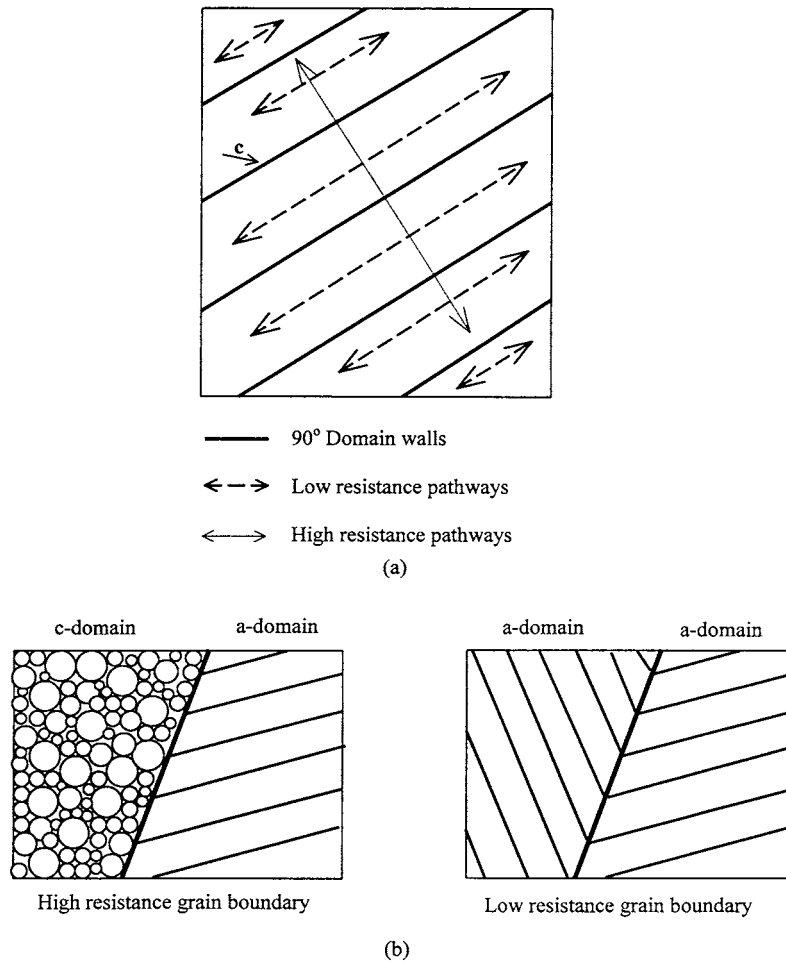 c
90° Domain walls
Low resistance pathways
High resistance pathways
(a)
c-domain a-domain
a-domain a-domain
High resistance grain boundary
Low resistance grain boundary
(b)